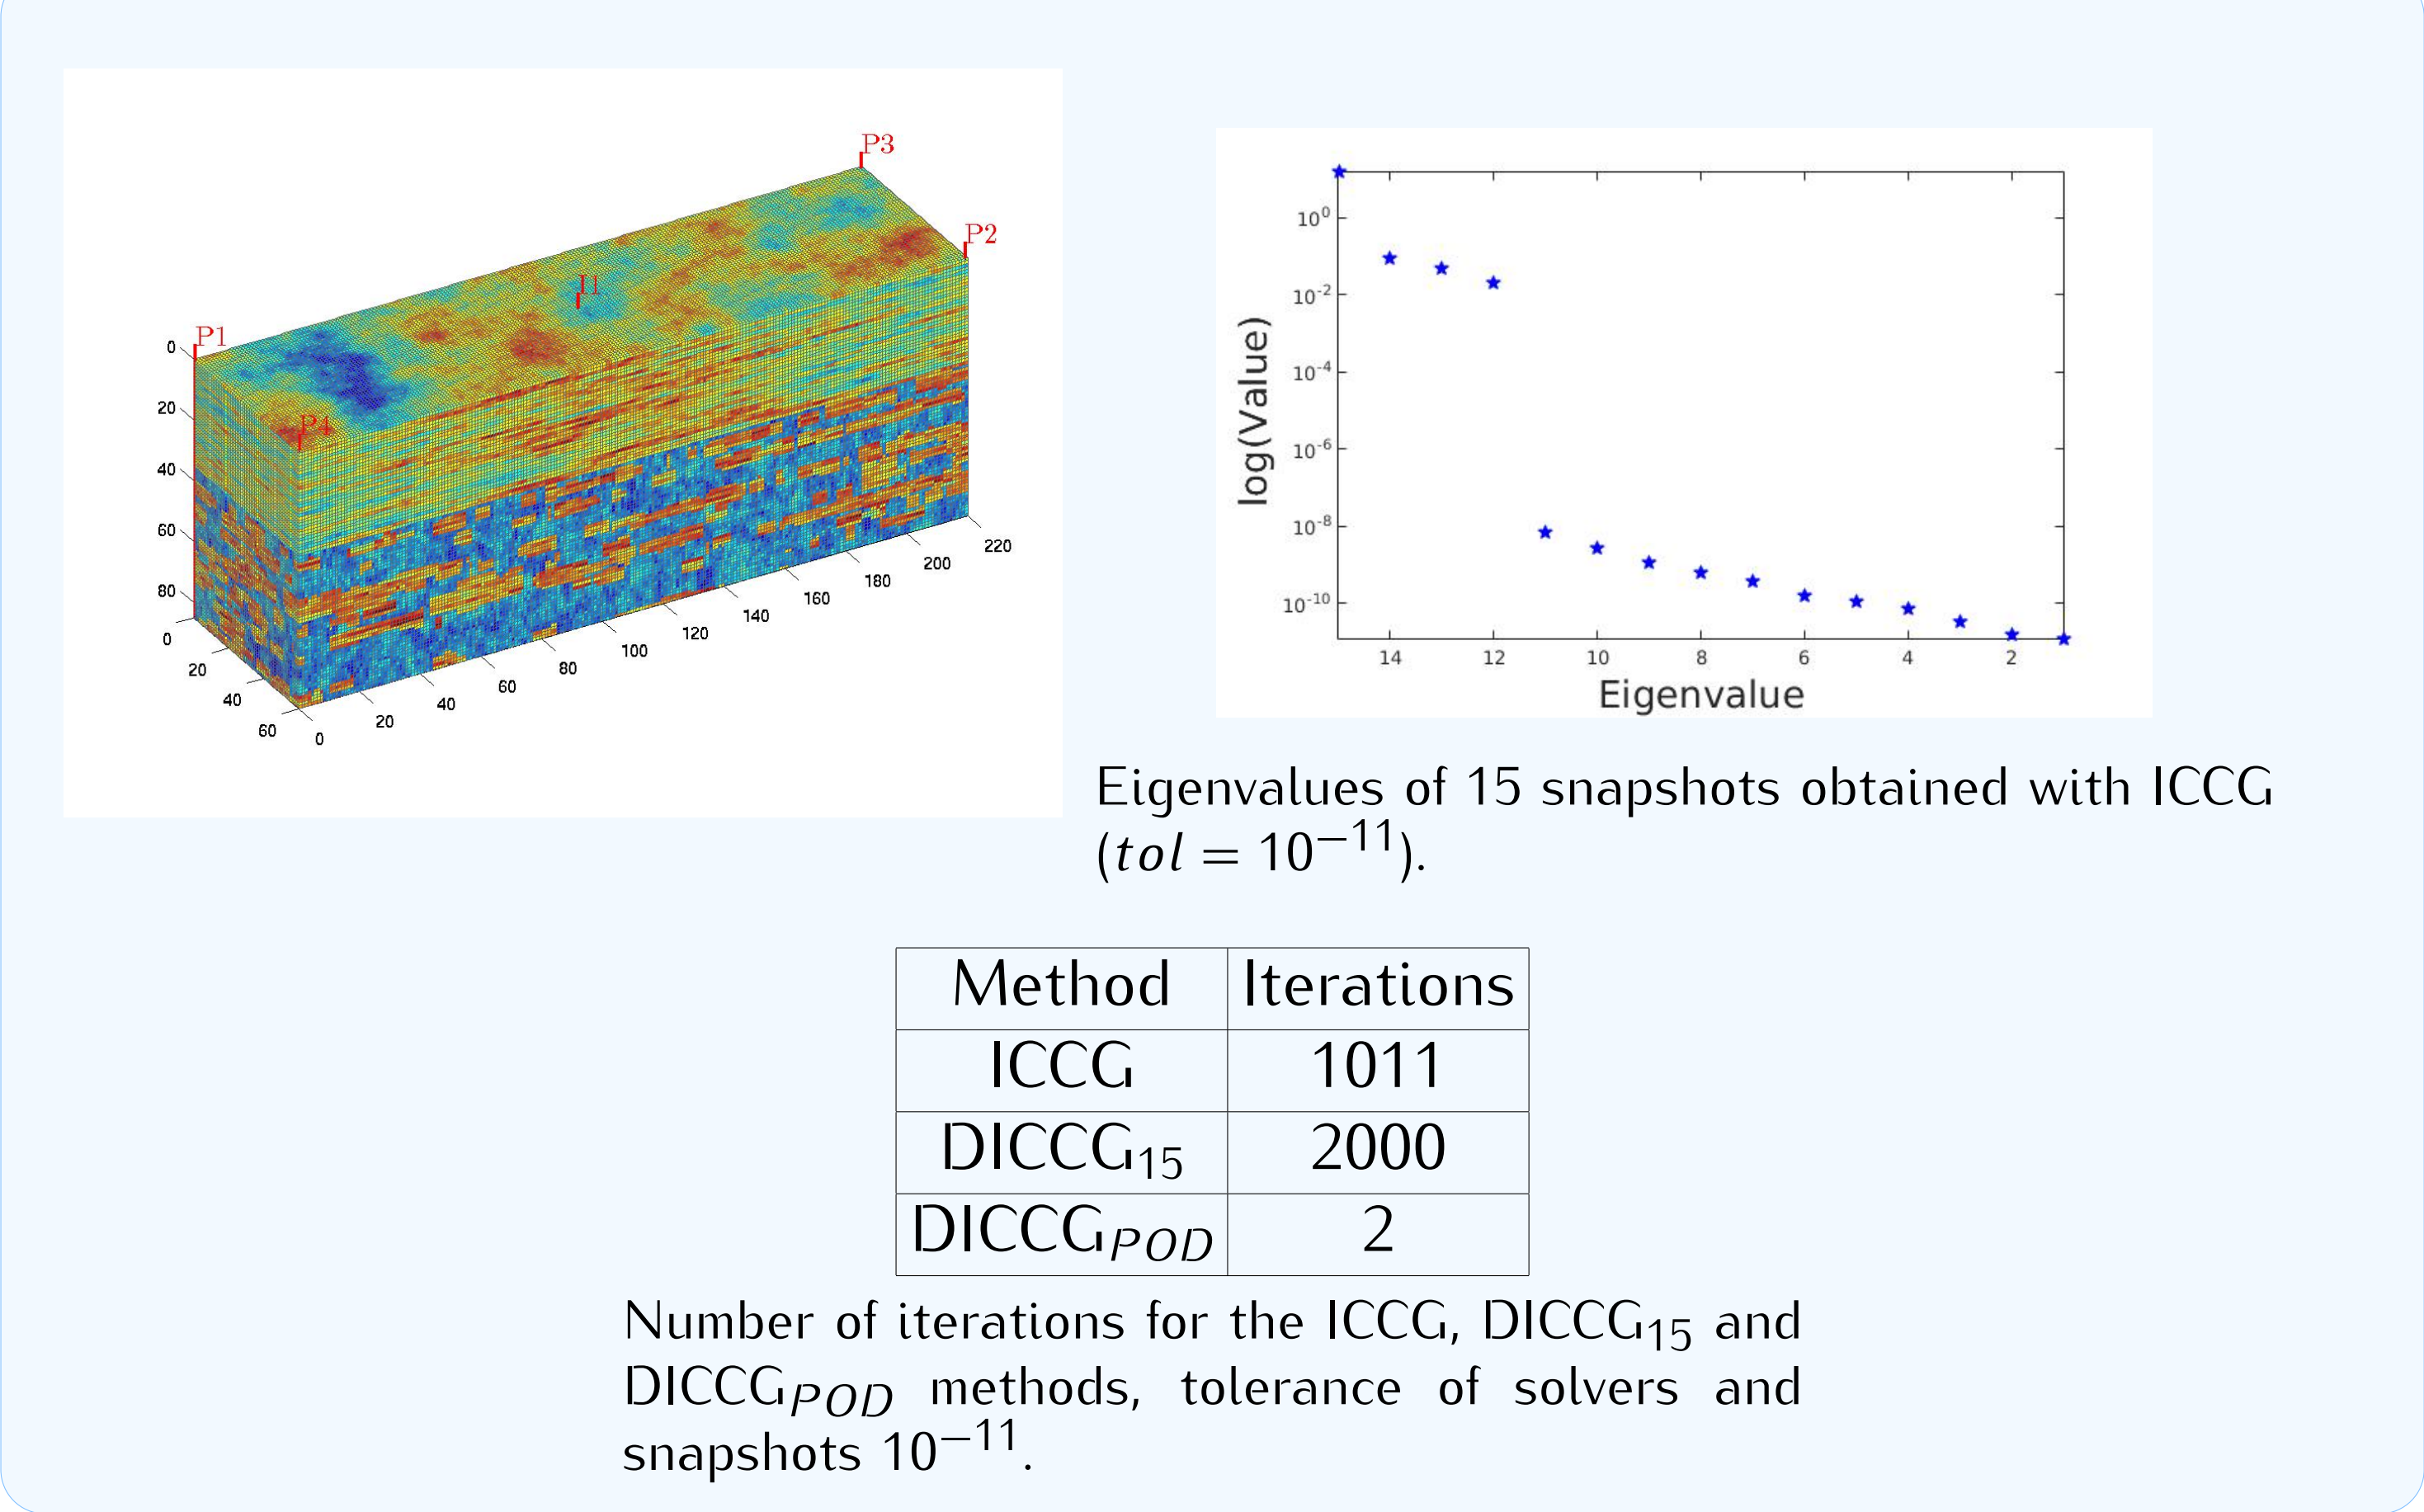 P3
P2
I1
P1
P4
0
20
40
60
80
0
20
40
60
0
20
40
60
80
100
120
140
160
180
200
220
10^0
10^-2
10^-4
10^-6
10^-8
10^-10
log(Value)
14 12 10 8 6 4 2
Eigenvalue
Eigenvalues of 15 snapshots obtained with ICCG
(tol = 10^−11).
Method Iterations
ICCG 1011
DICCG_15 2000
DICCG_POD 2
Number of iterations for the ICCG, DICCG_15 and
DICCG_POD methods, tolerance of solvers and
snapshots 10^−11.